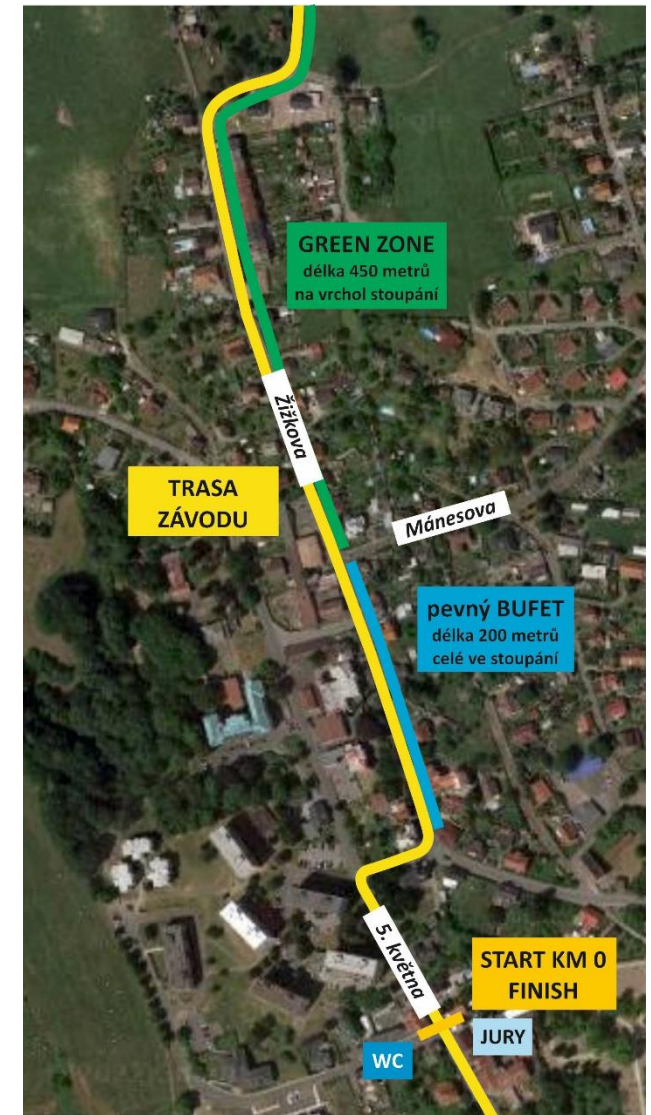 GREEN ZONE
délka 450 metrů
na vrchol stoupání
Žižkova
TRASA
ZÁVODU
Mánesova
pevný BUFET
délka 200 metrů
celé ve stoupání
5. května
START KM 0
FINISH
JURY
WC